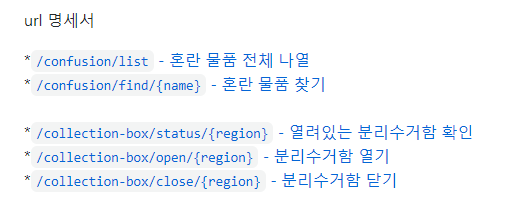 url 명세서
* /confusion/list - 혼란 물품 전체 나열
* /confusion/find/{name} - 혼란 물품 찾기
* /collection-box/status/{region} - 열려있는 분리수거함 확인
* /collection-box/open/{region} - 분리수거함 열기
* /collection-box/close/{region} - 분리수거함 닫기